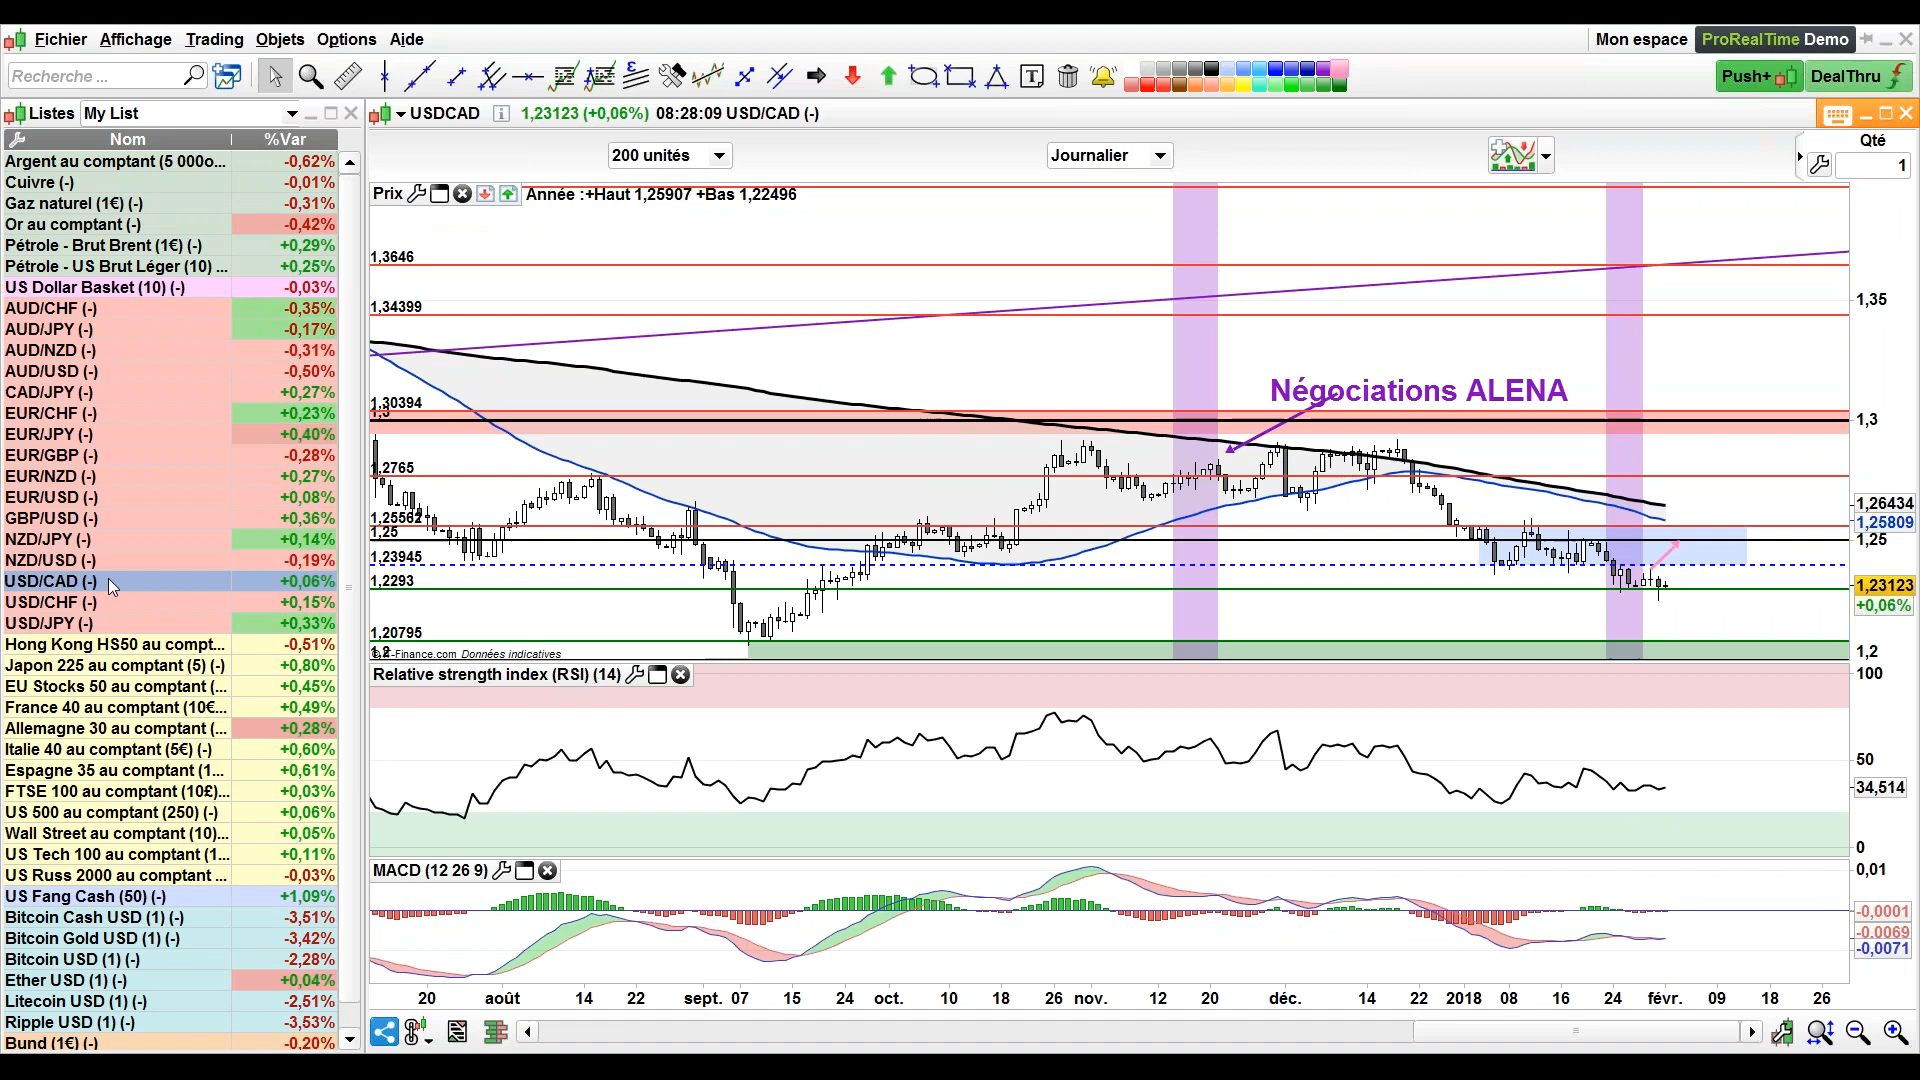 Fichier Affichage Trading Objets Options Aide
Mon espace ProRealTime Demo
Recherche ...
Push+ DealThru
Listes My List
USDCAD 1,23123 (+0,06%) 08:28:09 USD/CAD (-)
Nom %Var
Argent au comptant (5 000o... -0,62%
Cuivre (-) -0,01%
Gaz naturel (1€) (-) -0,31%
Or au comptant (-) -0,42%
Pétrole - Brut Brent (1€) (-) +0,29%
Pétrole - US Brut Léger (10) ... +0,25%
US Dollar Basket (10) (-) -0,03%
AUD/CHF (-) -0,35%
AUD/JPY (-) -0,17%
AUD/NZD (-) -0,31%
AUD/USD (-) -0,50%
CAD/JPY (-) +0,27%
EUR/CHF (-) +0,23%
EUR/JPY (-) +0,40%
EUR/GBP (-) -0,28%
EUR/NZD (-) +0,27%
EUR/USD (-) +0,08%
GBP/USD (-) +0,36%
NZD/JPY (-) +0,14%
NZD/USD (-) -0,19%
USD/CAD (-) +0,06%
USD/CHF (-) +0,15%
USD/JPY (-) +0,33%
Hong Kong HS50 au compt... -0,51%
Japon 225 au comptant (5) (-) +0,80%
EU Stocks 50 au comptant (... +0,45%
France 40 au comptant (10€... +0,49%
Allemagne 30 au comptant (... +0,28%
Italie 40 au comptant (5€) (-) +0,60%
Espagne 35 au comptant (1... +0,61%
FTSE 100 au comptant (10£)... +0,03%
US 500 au comptant (250) (-) +0,06%
Wall Street au comptant (10)... +0,05%
US Tech 100 au comptant (1... +0,11%
US Russ 2000 au comptant ... -0,03%
US Fang Cash (50) (-) +1,09%
Bitcoin Cash USD (1) (-) -3,51%
Bitcoin Gold USD (1) (-) -3,42%
Bitcoin USD (1) (-) -2,28%
Ether USD (1) (-) +0,04%
Litecoin USD (1) (-) -2,51%
Ripple USD (1) (-) -3,53%
Bund (1€) (-) -0,20%
200 unités
Journalier
Qté
1
Prix Année :+Haut 1,25907 +Bas 1,22496
1,3646
1,34399
1,30394
1,3
1,2765
1,25562
1,25
1,23945
1,2293
1,20795
1,2
Négociations ALENA
1,35
1,3
1,26434
1,25809
1,25
1,23123
+0,06%
1,2
-Finance.com Données indicatives
Relative strength index (RSI) (14)
100
50
34,514
0
MACD (12 26 9)
0,01
-0,0001
-0,0069
-0,0071
20 août 14 22 sept. 07 15 24 oct. 10 18 26 nov. 12 20 déc. 14 22 2018 08 16 24 févr. 09 18 26